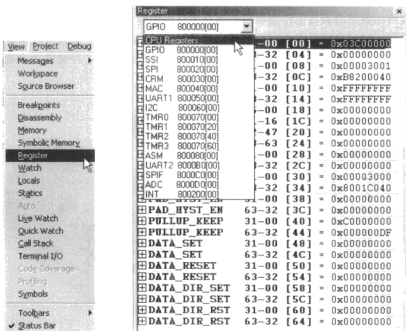 Register
GPIO 800000[00]
View Project Debug
Messages
Workspace
Source Browser
Breakpoints
Disassembly
Memory
Symbolic Memory
Register
Watch
Locals
Statics
Auto
Live Watch
Quick Watch
Call Stack
Terminal I/O
Code Coverage
Profiling
Symbols
Toolbars
Status Bar
CPU Registers
GPIO 800000[00]
SSI 800010[00]
SPI 800020[00]
CRM 800030[00]
MAC 800040[00]
UART1 800050[00]
I2C 800060[00]
TMR0 800070[00]
TMR1 800070[20]
TMR2 800070[40]
TMR3 800070[60]
ASM 800080[00]
UART2 8000B0[00]
SPIF 8000C0[00]
ADC 8000D0[00]
INT 800200[00]
-00 [00] = 0x03C00000
-32 [04] = 0x00000000
-00 [08] = 0x00003001
-32 [0C] = 0xB8200040
-00 [10] = 0xFFFFFFFF
-32 [14] = 0xFFFFFFFF
-00 [18] = 0x00000000
-16 [1C] = 0x00000000
-47 [20] = 0x00000000
-63 [24] = 0x00000000
-00 [28] = 0x00000000
-32 [2C] = 0x00000000
-00 [30] = 0x00003000
-32 [34] = 0x8001C040
31-00 [38] = 0x00000000
PAD_HYST_EN 63-32 [3C] = 0x00000000
PULLUP_KEEP 31-00 [40] = 0xC0000000
PULLUP_KEEP 63-32 [44] = 0x000000DF
DATA_SET 31-00 [48] = 0x00000000
DATA_SET 63-32 [4C] = 0x00000000
DATA_RESET 31-00 [50] = 0x00000000
DATA_RESET 63-32 [54] = 0x00000000
DATA_DIR_SET 31-00 [58] = 0x00000000
DATA_DIR_SET 63-32 [5C] = 0x00000000
DATA_DIR_RST 31-00 [60] = 0x00000000
DATA_DIR_RST 63-32 [64] = 0x00000000